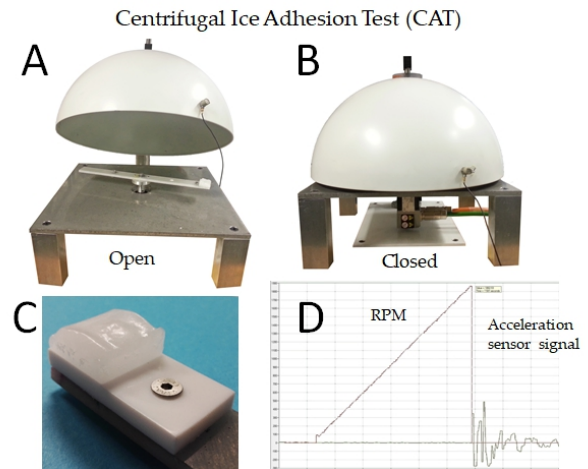 Centrifugal Ice Adhesion Test (CAT)
A
B
Open
Closed
C
D
RPM
Acceleration
sensor signal